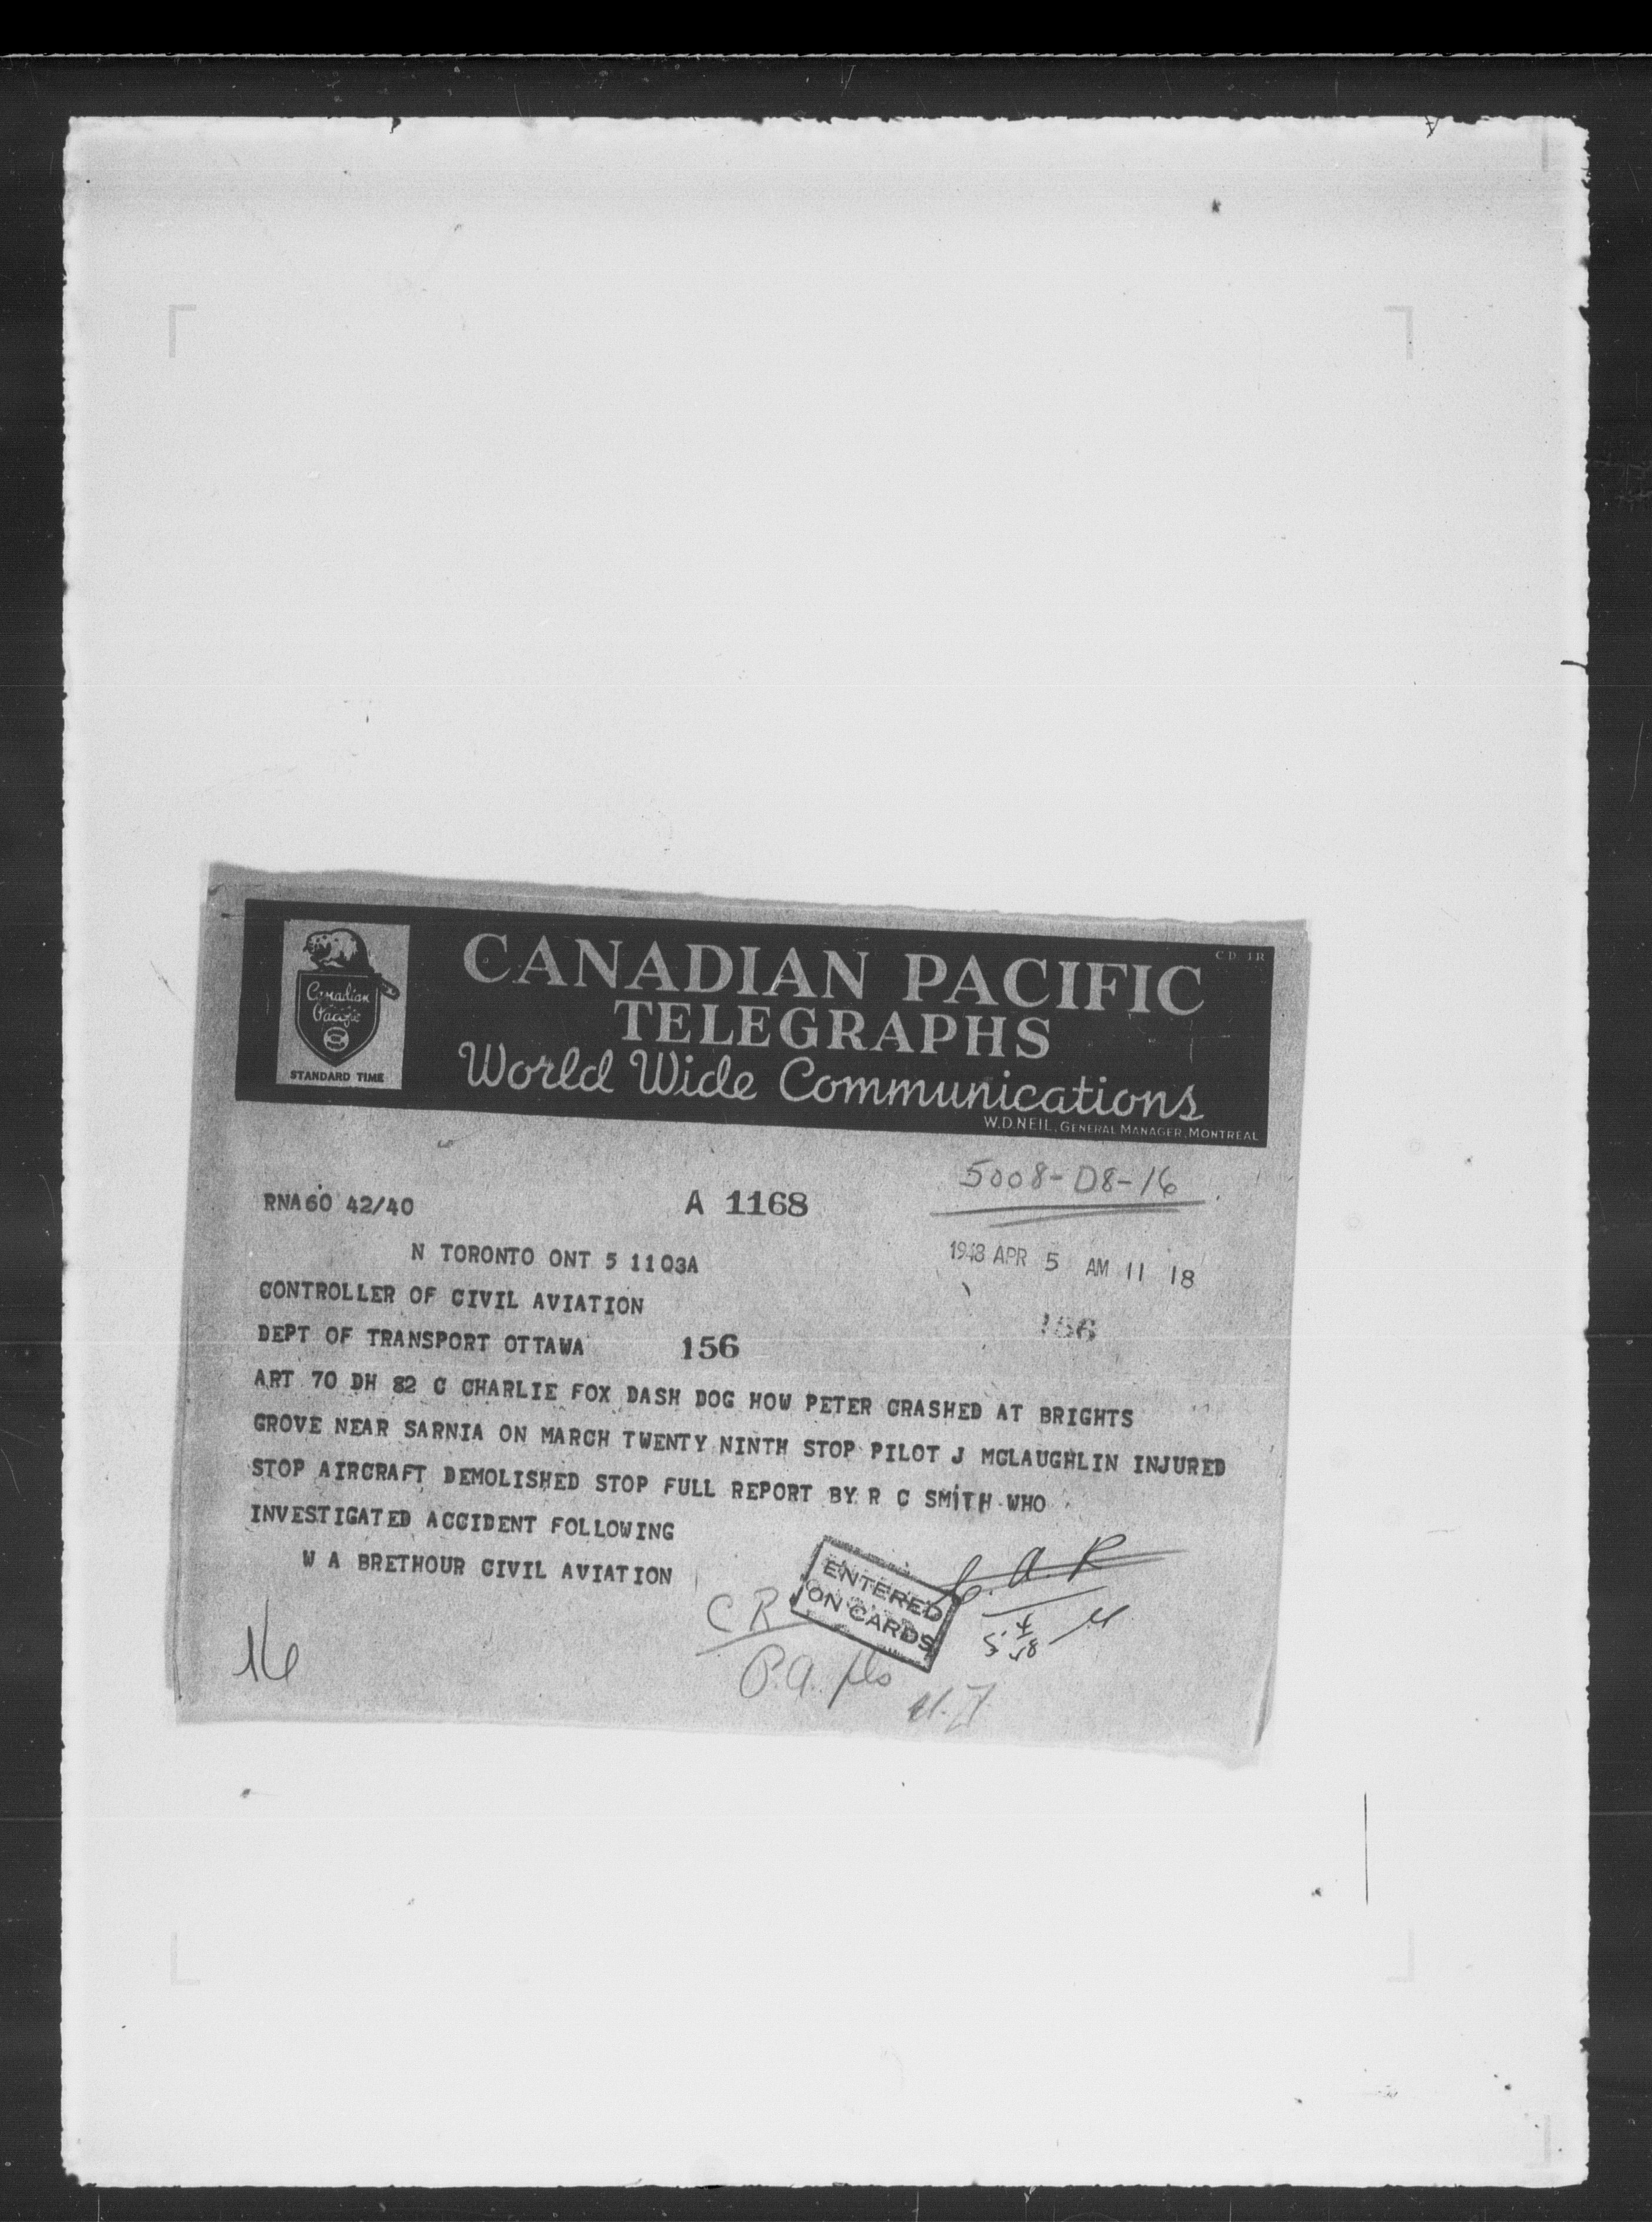 CD 1R
CANADIAN PACIFIC
TELEGRAPHS
World Wide Communications
Canadian
Pacific
STANDARD TIME
W.D.NEIL, GENERAL MANAGER, MONTREAL
5008-D8-16
RNA60 42/40 A 1168
N TORONTO ONT 5 1103A
1948 APR 5 AM 11 18
CONTROLLER OF CIVIL AVIATION
156
DEPT OF TRANSPORT OTTAWA 156
ART 70 DH 82 C CHARLIE FOX DASH DOG HOW PETER CRASHED AT BRIGHTS
GROVE NEAR SARNIA ON MARCH TWENTY NINTH STOP PILOT J MCLAUGHLIN INJURED
STOP AIRCRAFT DEMOLISHED STOP FULL REPORT BY R C SMITH WHO
INVESTIGATED ACCIDENT FOLLOWING
W A BRETHOUR CIVIL AVIATION
ENTERED
ON CARDS
CR
P.A. pls
16